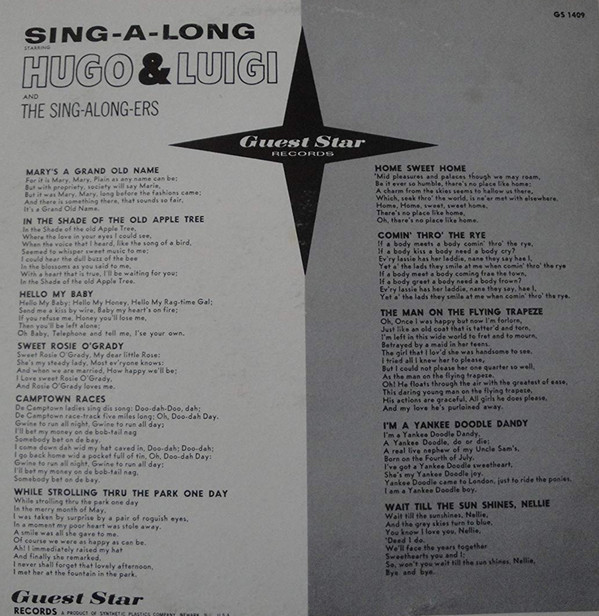 GS 1409
SING-A-LONG
STARRING
HUGO & LUIGI
AND
THE SING-ALONG-ERS
Guest Star
RECORDS
MARY'S A GRAND OLD NAME
For it is Mary, Mary, Plain as any name can be;
But with propriety, society will say Marie,
But it was Mary, Mary, long before the fashions came;
And there is something there, that sounds so fair,
It's a Grand Old Name.
IN THE SHADE OF THE OLD APPLE TREE
In the Shade of the old Apple Tree,
Where the love in your eyes I could see,
When the voice that I heard, like the song of a bird,
Seemed to whisper sweet music to me;
I could hear the dull buzz of the bee
In the blossoms as you said to me,
With a heart that is true, I'll be waiting for you;
In the Shade of the old Apple Tree.
HELLO MY BABY
Hello My Baby; Hello My Honey, Hello My Rag-time Gal;
Send me a kiss by wire, Baby my heart's on fire;
If you refuse me, Honey you'll lose me,
Then you'll be left alone;
Oh Baby, Telephone and tell me, I'se your own.
SWEET ROSIE O'GRADY
Sweet Rosie O'Grady, My dear little Rose;
She's my steady lady, Most ev'ryone knows;
And when we are married, How happy we'll be;
I Love sweet Rosie O'Grady,
And Rosie O'Grady loves me.
CAMPTOWN RACES
De Camptown ladies sing dis song; Doo-dah-Doo, dah;
De Camptown race-track five miles long; Oh, Doo-dah Day.
Gwine to run all night, Gwine to run all day;
I'll bet my money on de bob-tail nag
Somebody bet on de bay.
I come down dah wid my hat caved in, Doo-dah; Doo-dah;
I go back home wid a pocket full of tin, Oh, Doo-dah Day;
Gwine to run all night, Gwine to run all day;
I'll bet my money on de bob-tail nag,
Somebody bet on de bay.
WHILE STROLLING THRU THE PARK ONE DAY
While strolling thru the park one day
In the merry month of May,
I was taken by surprise by a pair of roguish eyes,
In a moment my poor heart was stole away.
A smile was all she gave to me.
Of course we were as happy as can be.
Ah! I immediately raised my hat
And finally she remarked,
I never shall forget that lovely afternoon,
I met her at the fountain in the park.
HOME SWEET HOME
'Mid pleasures and palaces though we may roam,
Be it ever so humble, there's no place like home;
A charm from the skies seems to hallow us there,
Which, seek thro' the world, is ne'er met with elsewhere.
Home, Home, sweet, sweet home,
There's no place like home,
Oh, there's no place like home.
COMIN' THRO' THE RYE
If a body meets a body comin' thro' the rye,
If a body kiss a body need a body cry?
Ev'ry lassie has her laddie, nane they say hae I,
Yet a' the lads they smile at me when comin' thro' the rye
If a body meet a body coming frae the town,
If a body greet a body need a body frown?
Ev'ry lassie has her laddie, nane they say, hae I,
Yet a' the lads they smile at me when comin' thro' the rye.
THE MAN ON THE FLYING TRAPEZE
Oh, Once I was happy but now I'm forlorn,
Just like an old coat that is tatter'd and torn,
I'm left in this wide world to fret and to mourn,
Betrayed by a maid in her teens.
The girl that I lov'd she was handsome to see,
I tried all I knew her to please,
But I could not please her one quarter so well,
As the man on the flying trapeze.
Oh! He floats through the air with the greatest of ease,
This daring young man on the flying trapeze,
His actions are graceful, All girls he does please,
And my love he's purloined away.
I'M A YANKEE DOODLE DANDY
I'm a Yankee Doodle Dandy,
A Yankee Doodle, do or die;
A real live nephew of my Uncle Sam's,
Born on the Fourth of July.
I've got a Yankee Doodle sweetheart,
She's my Yankee Doodle joy.
Yankee Doodle came to London, just to ride the ponies,
I am a Yankee Doodle boy.
WAIT TILL THE SUN SHINES, NELLIE
Wait till the sunshines, Nellie,
And the grey skies turn to blue,
You know I love you, Nellie,
'Deed I do.
We'll face the years together
Sweethearts you and I;
So, won't you wait till the sun shines, Nellie,
Bye and bye.
Guest Star
RECORDS A PRODUCT OF SYNTHETIC PLASTICS COMPANY, NEWARK, N.J., U.S.A.